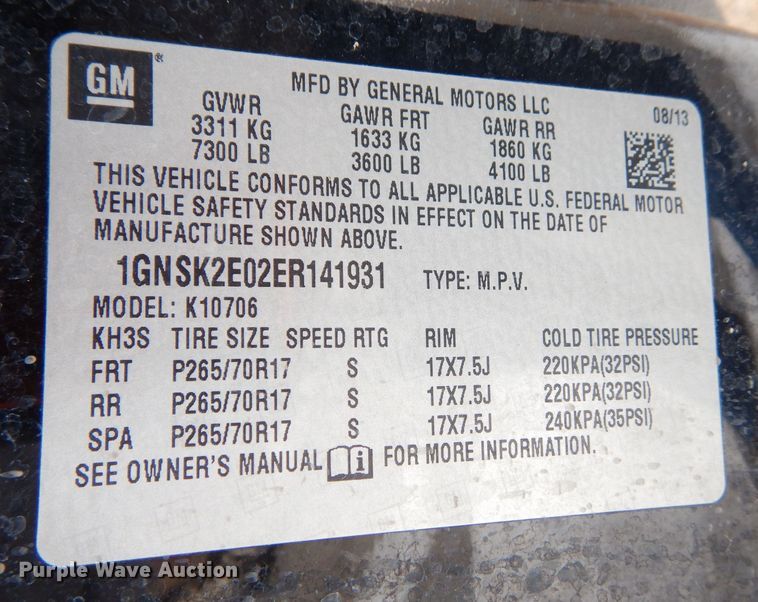 GM
MFD BY GENERAL MOTORS LLC
08/13
GVWR GAWR FRT GAWR RR
3311 KG 1633 KG 1860 KG
7300 LB 3600 LB 4100 LB
THIS VEHICLE CONFORMS TO ALL APPLICABLE U.S. FEDERAL MOTOR
VEHICLE SAFETY STANDARDS IN EFFECT ON THE DATE OF
MANUFACTURE SHOWN ABOVE.
1GNSK2E02ER141931 TYPE: M.P.V.
MODEL: K10706
KH3S TIRE SIZE SPEED RTG RIM COLD TIRE PRESSURE
FRT P265/70R17 S 17X7.5J 220KPA(32PSI)
RR P265/70R17 S 17X7.5J 220KPA(32PSI)
SPA P265/70R17 S 17X7.5J 240KPA(35PSI)
SEE OWNER'S MANUAL i FOR MORE INFORMATION.
Purple Wave Auction